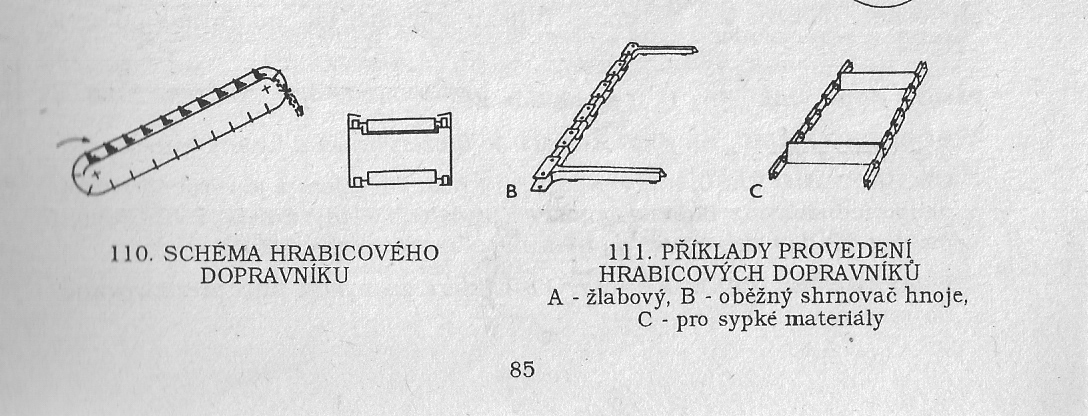 B
C
110. SCHÉMA HRABICOVÉHO
DOPRAVNÍKU
111. PŘÍKLADY PROVEDENÍ
HRABICOVÝCH DOPRAVNÍKŮ
A - žlabový, B - oběžný shrnovač hnoje,
C - pro sypké materiály
85